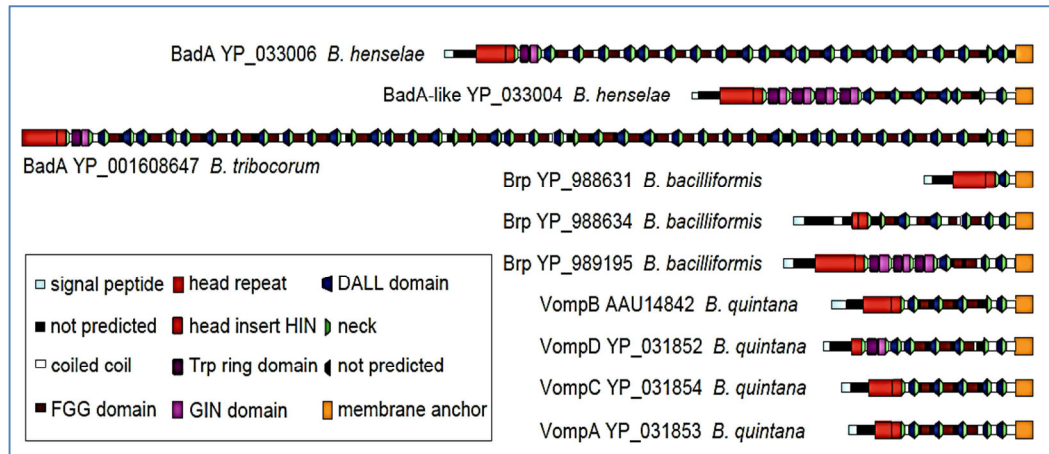 BadA YP_033006 B. henselae
BadA-like YP_033004 B. henselae
BadA YP_001608647 B. tribocorum
Brp YP_988631 B. bacilliformis
Brp YP_988634 B. bacilliformis
Brp YP_989195 B. bacilliformis
VompB AAU14842 B. quintana
VompD YP_031852 B. quintana
VompC YP_031854 B. quintana
VompA YP_031853 B. quintana
signal peptide head repeat DALL domain
not predicted head insert HIN neck
coiled coil Trp ring domain not predicted
FGG domain GIN domain membrane anchor